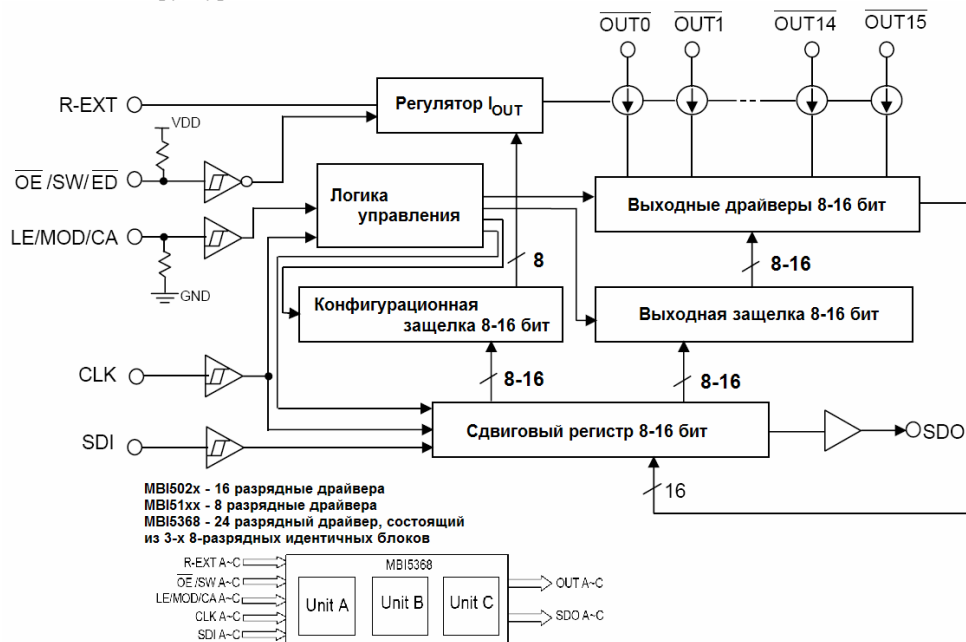 OUT0 OUT1 OUT14 OUT15
R-EXT
Регулятор IOUT
VDD
OE /SW/ED
Логика
управления
Выходные драйверы 8-16 бит
LE/MOD/CA
GND
8
8-16
Конфигурационная
защелка 8-16 бит
Выходная защелка 8-16 бит
CLK
8-16
8-16
SDI
Сдвиговый регистр 8-16 бит
SDO
16
MBI502x - 16 разрядные драйвера
MBI51xx - 8 разрядные драйвера
MBI5368 - 24 разрядный драйвер, состоящий
из 3-х 8-разрядных идентичных блоков
R-EXT A~C
MBI5368
OE /SW A~C
LE/MOD/CA A~C
CLK A~C
SDI A~C
Unit A
Unit B
Unit C
OUT A~C
SDO A~C